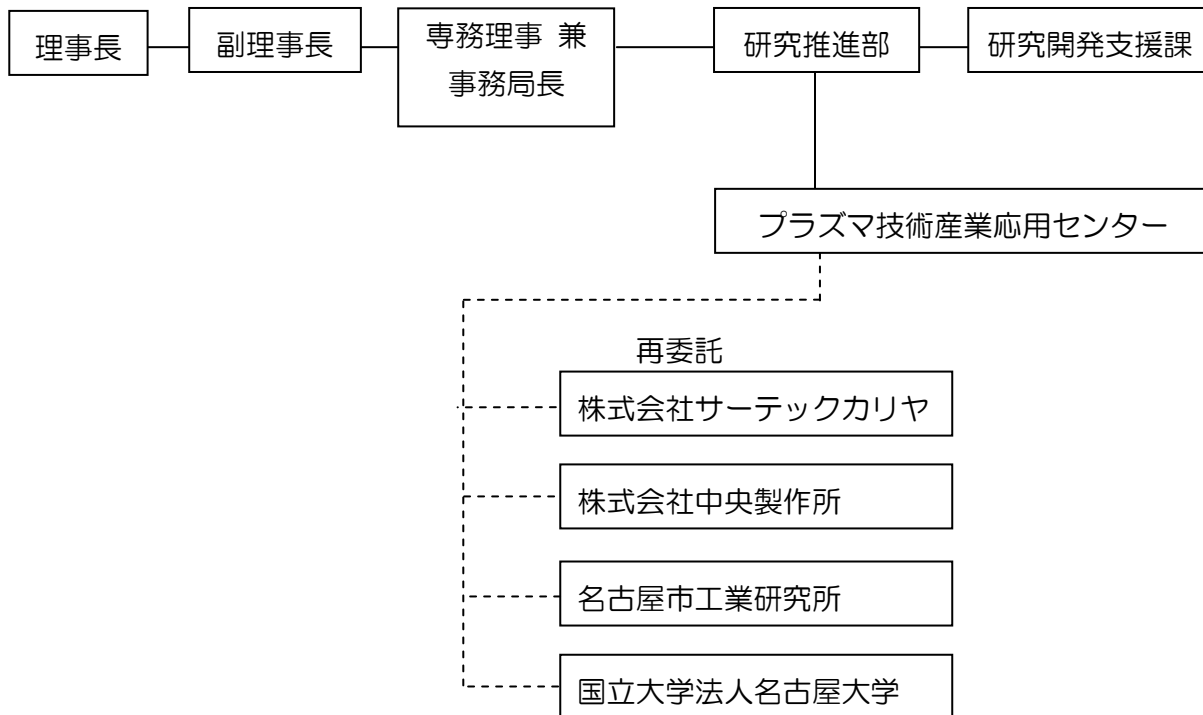 理事長
副理事長
専務理事 兼
事務局長
研究推進部
研究開発支援課
プラズマ技術産業応用センター
再委託
株式会社サーテックカリヤ
株式会社中央製作所
名古屋市工業研究所
国立大学法人名古屋大学